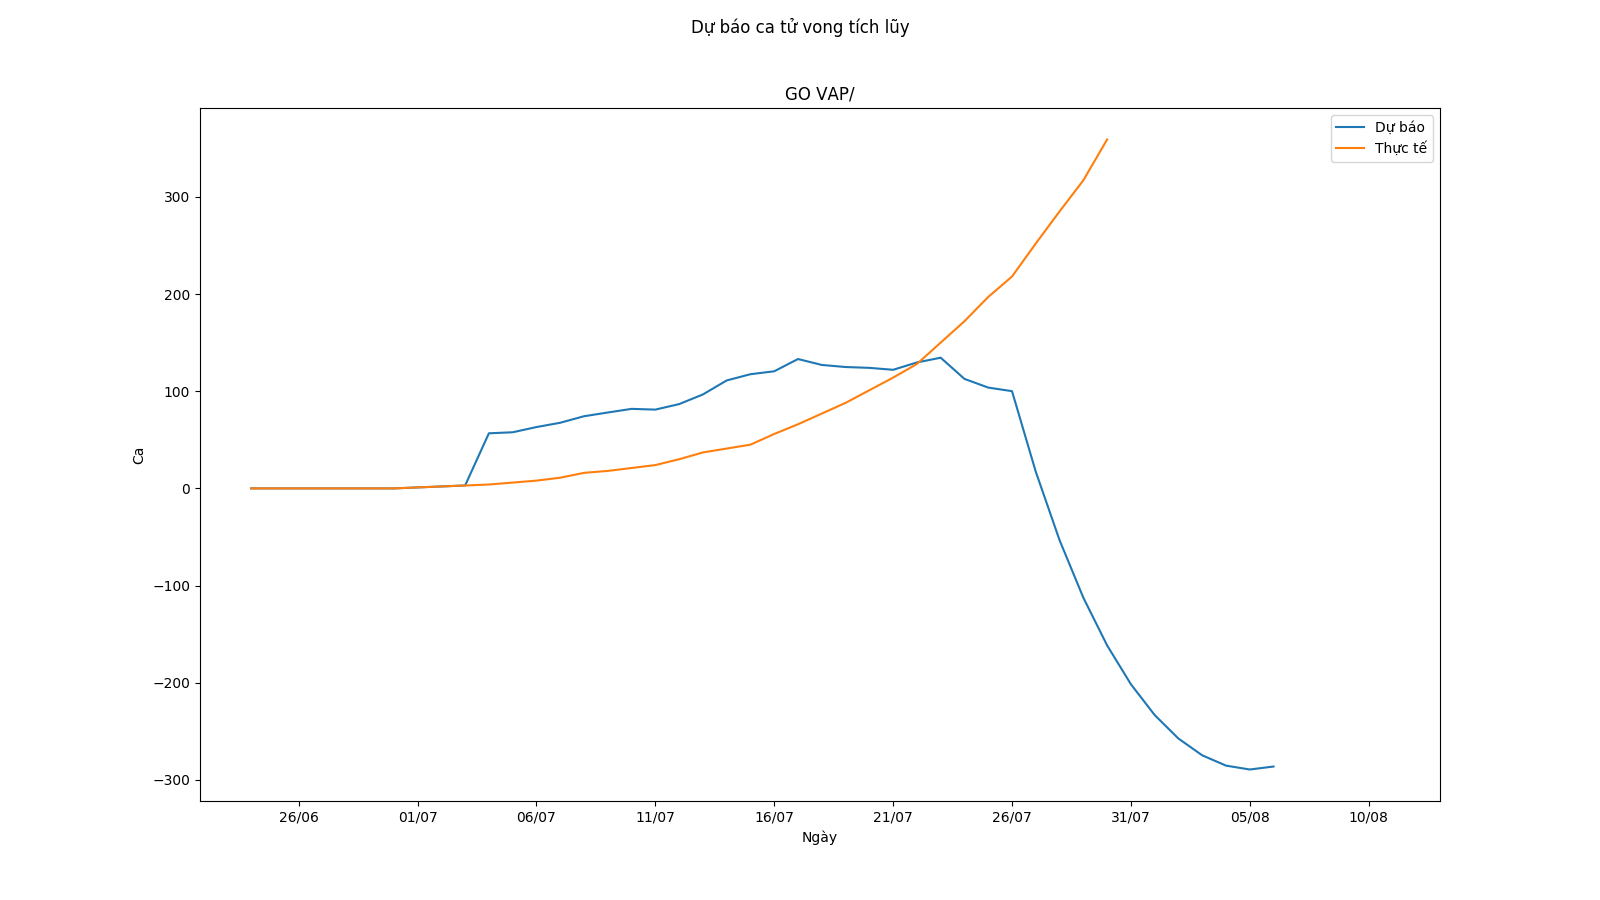 Dự báo ca tử vong tích lũy
GO VAP/
Dự báo
Thực tế
300
200
100
0
−100
−200
−300
Ca
26/06
01/07
06/07
11/07
16/07
21/07
26/07
31/07
05/08
10/08
Ngày